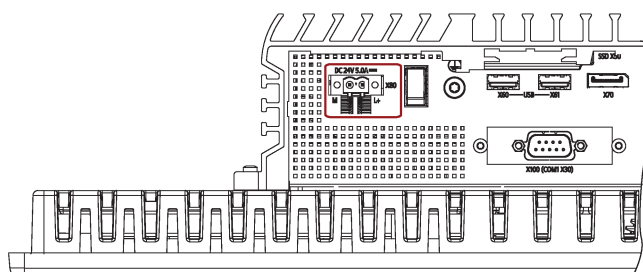 DC 24V 5.0A
X80
M
L+
SSD X50
X60
USB
X61
X70
X100 (COM1 X30)